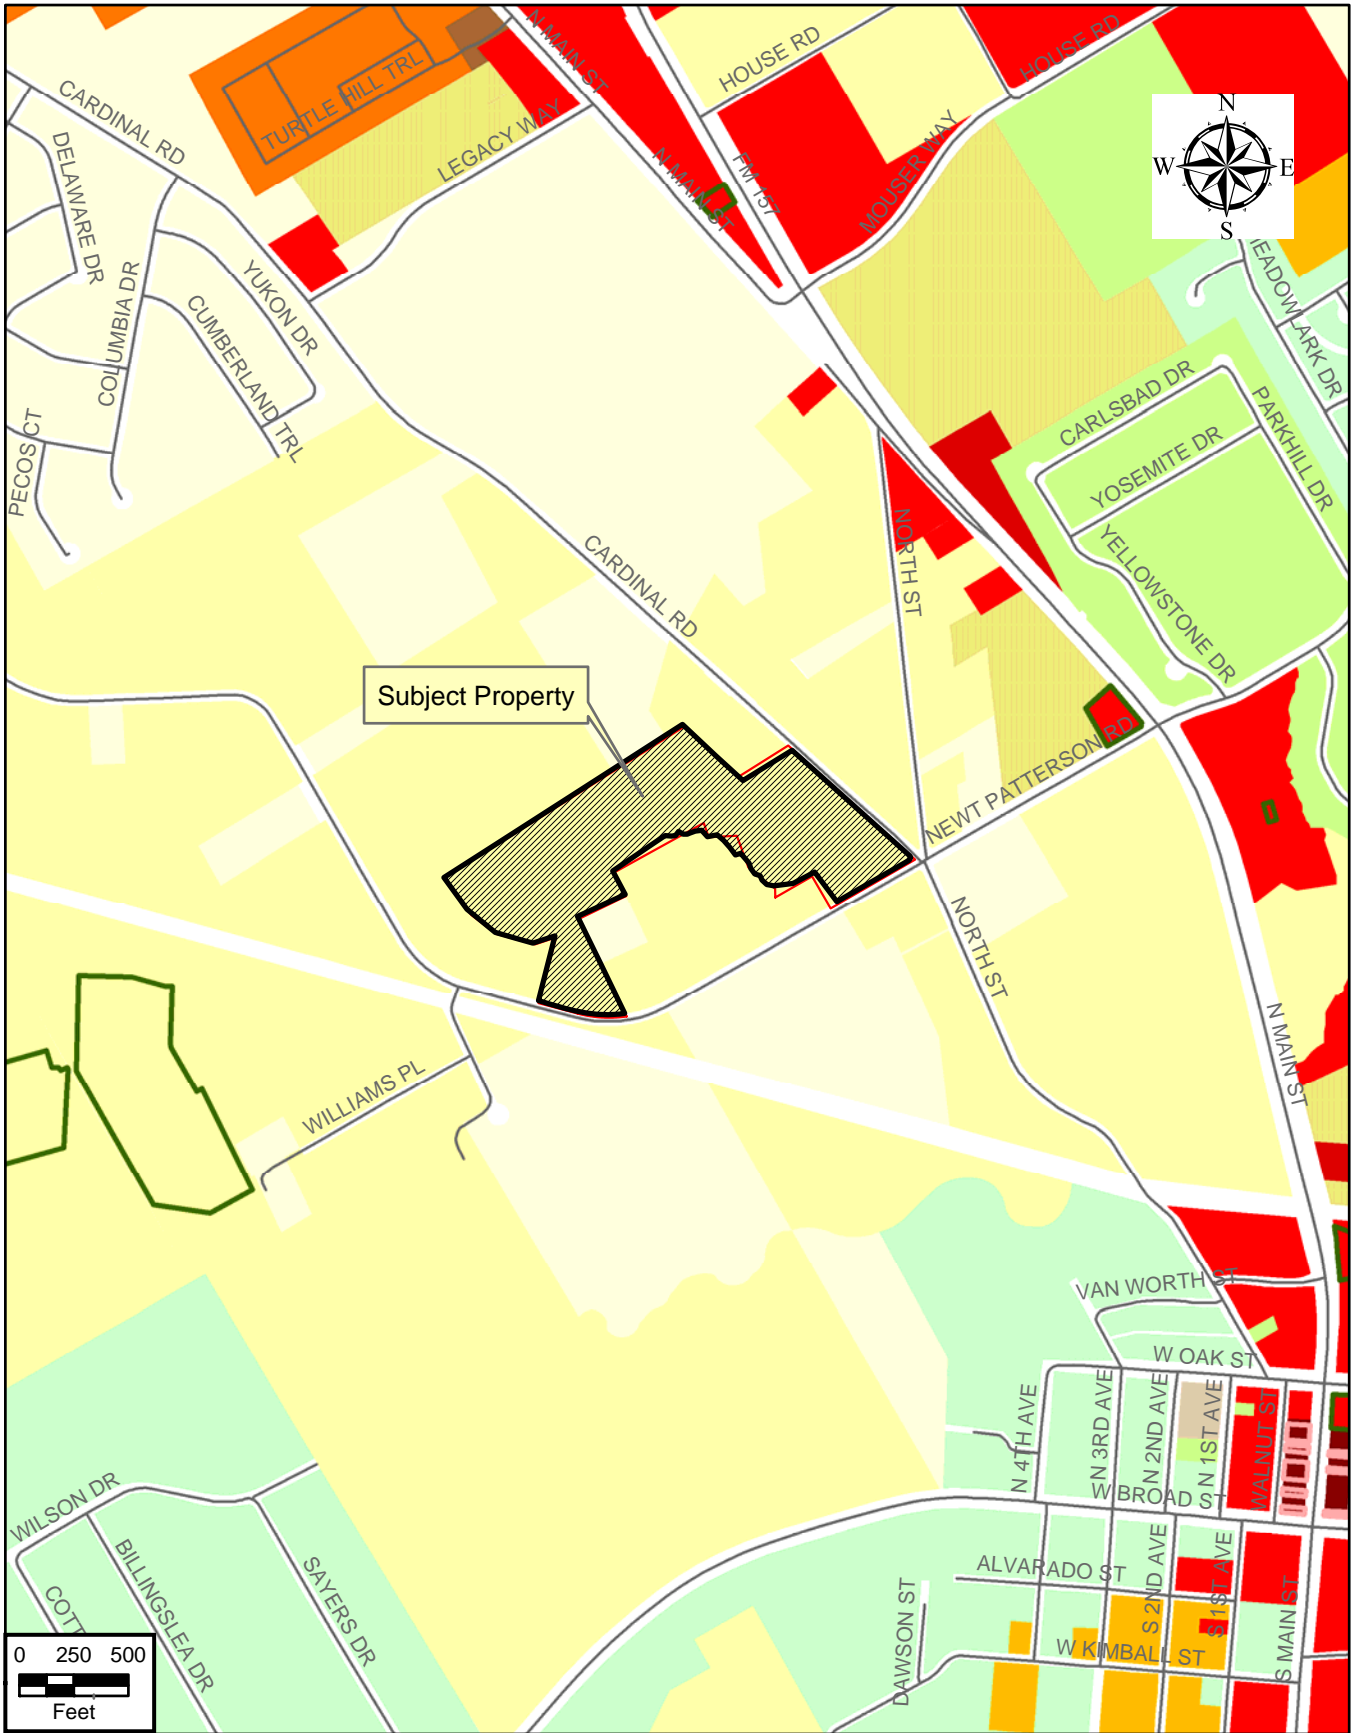 N MAIN ST
HOUSE RD
HOUSE RD
CARDINAL RD
TURTLE HILL TRL
LEGACY WAY
N
W
E
S
DELAWARE DR
N MAIN ST
FM 157
MOUSER WAY
COLUMBIA DR
YUKON DR
CUMBERLAND TRL
MEADOWLARK DR
CARLSBAD DR
PARKHILL DR
PECOS CT
YOSEMITE DR
NORTH ST
CARDINAL RD
YELLOWSTONE DR
Subject Property
NEWT PATTERSON RD
NORTH ST
N MAIN ST
WILLIAMS PL
VAN WORTH ST
W OAK ST
N 4TH AVE
N 3RD AVE
N 2ND AVE
N 1ST AVE
WALNUT ST
W BROAD ST
WILSON DR
BILLINGSLEA DR
SAYERS DR
COTT
ALVARADO ST
S 2ND AVE
S 1ST AVE
DAWSON ST
W KIMBALL ST
S MAIN ST
0 250 500
Feet